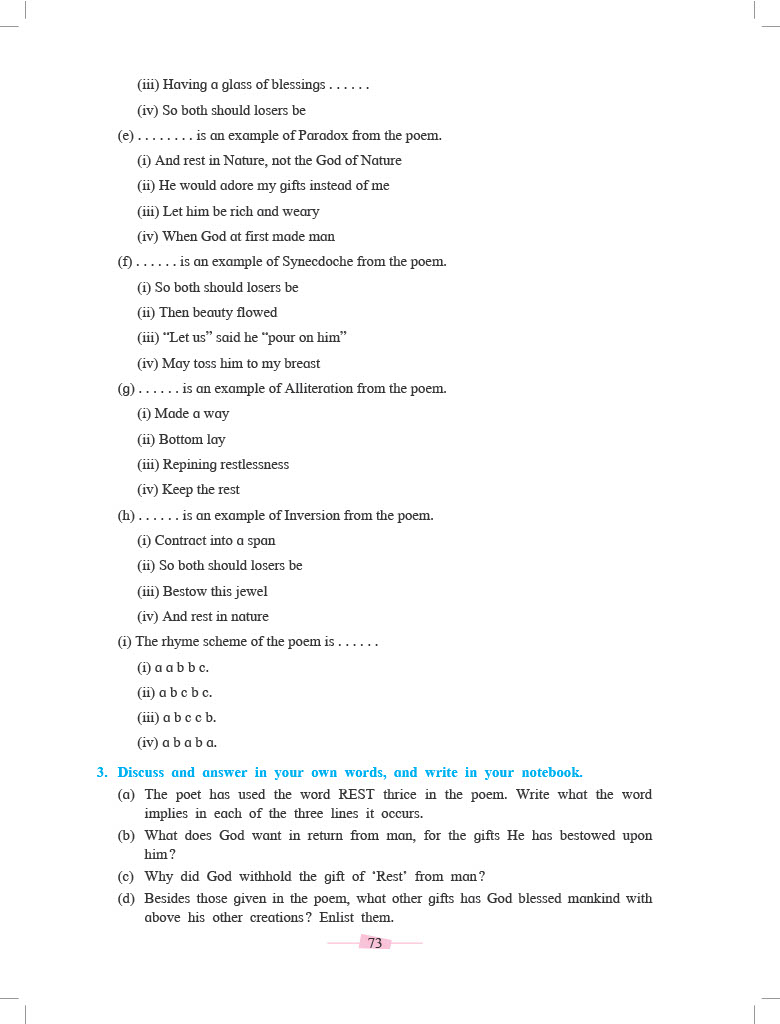 (iii) Having a glass of blessings . . . . . .
(iv) So both should losers be
(e) . . . . . . . . is an example of Paradox from the poem.
(i) And rest in Nature, not the God of Nature
(ii) He would adore my gifts instead of me
(iii) Let him be rich and weary
(iv) When God at first made man
(f) . . . . . . is an example of Synecdoche from the poem.
(i) So both should losers be
(ii) Then beauty flowed
(iii) “Let us” said he “pour on him”
(iv) May toss him to my breast
(g) . . . . . . is an example of Alliteration from the poem.
(i) Made a way
(ii) Bottom lay
(iii) Repining restlessness
(iv) Keep the rest
(h) . . . . . . is an example of Inversion from the poem.
(i) Contract into a span
(ii) So both should losers be
(iii) Bestow this jewel
(iv) And rest in nature
(i) The rhyme scheme of the poem is . . . . . .
(i) a a b b c.
(ii) a b c b c.
(iii) a b c c b.
(iv) a b a b a.
3. Discuss and answer in your own words, and write in your notebook.
(a) The poet has used the word REST thrice in the poem. Write what the word
implies in each of the three lines it occurs.
(b) What does God want in return from man, for the gifts He has bestowed upon
him?
(c) Why did God withhold the gift of ‘Rest’ from man?
(d) Besides those given in the poem, what other gifts has God blessed mankind with
above his other creations? Enlist them.
73